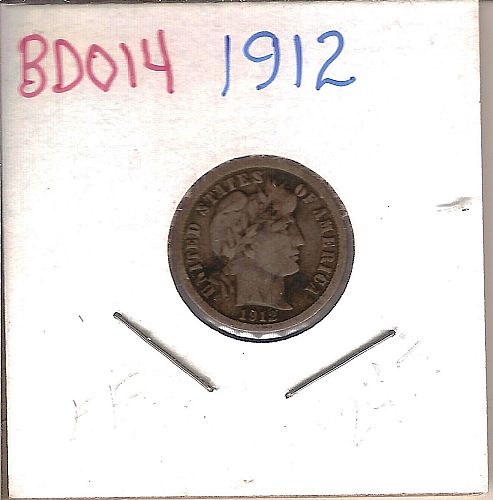 BD014 1912
UNITED STATES OF AMERICA
1912